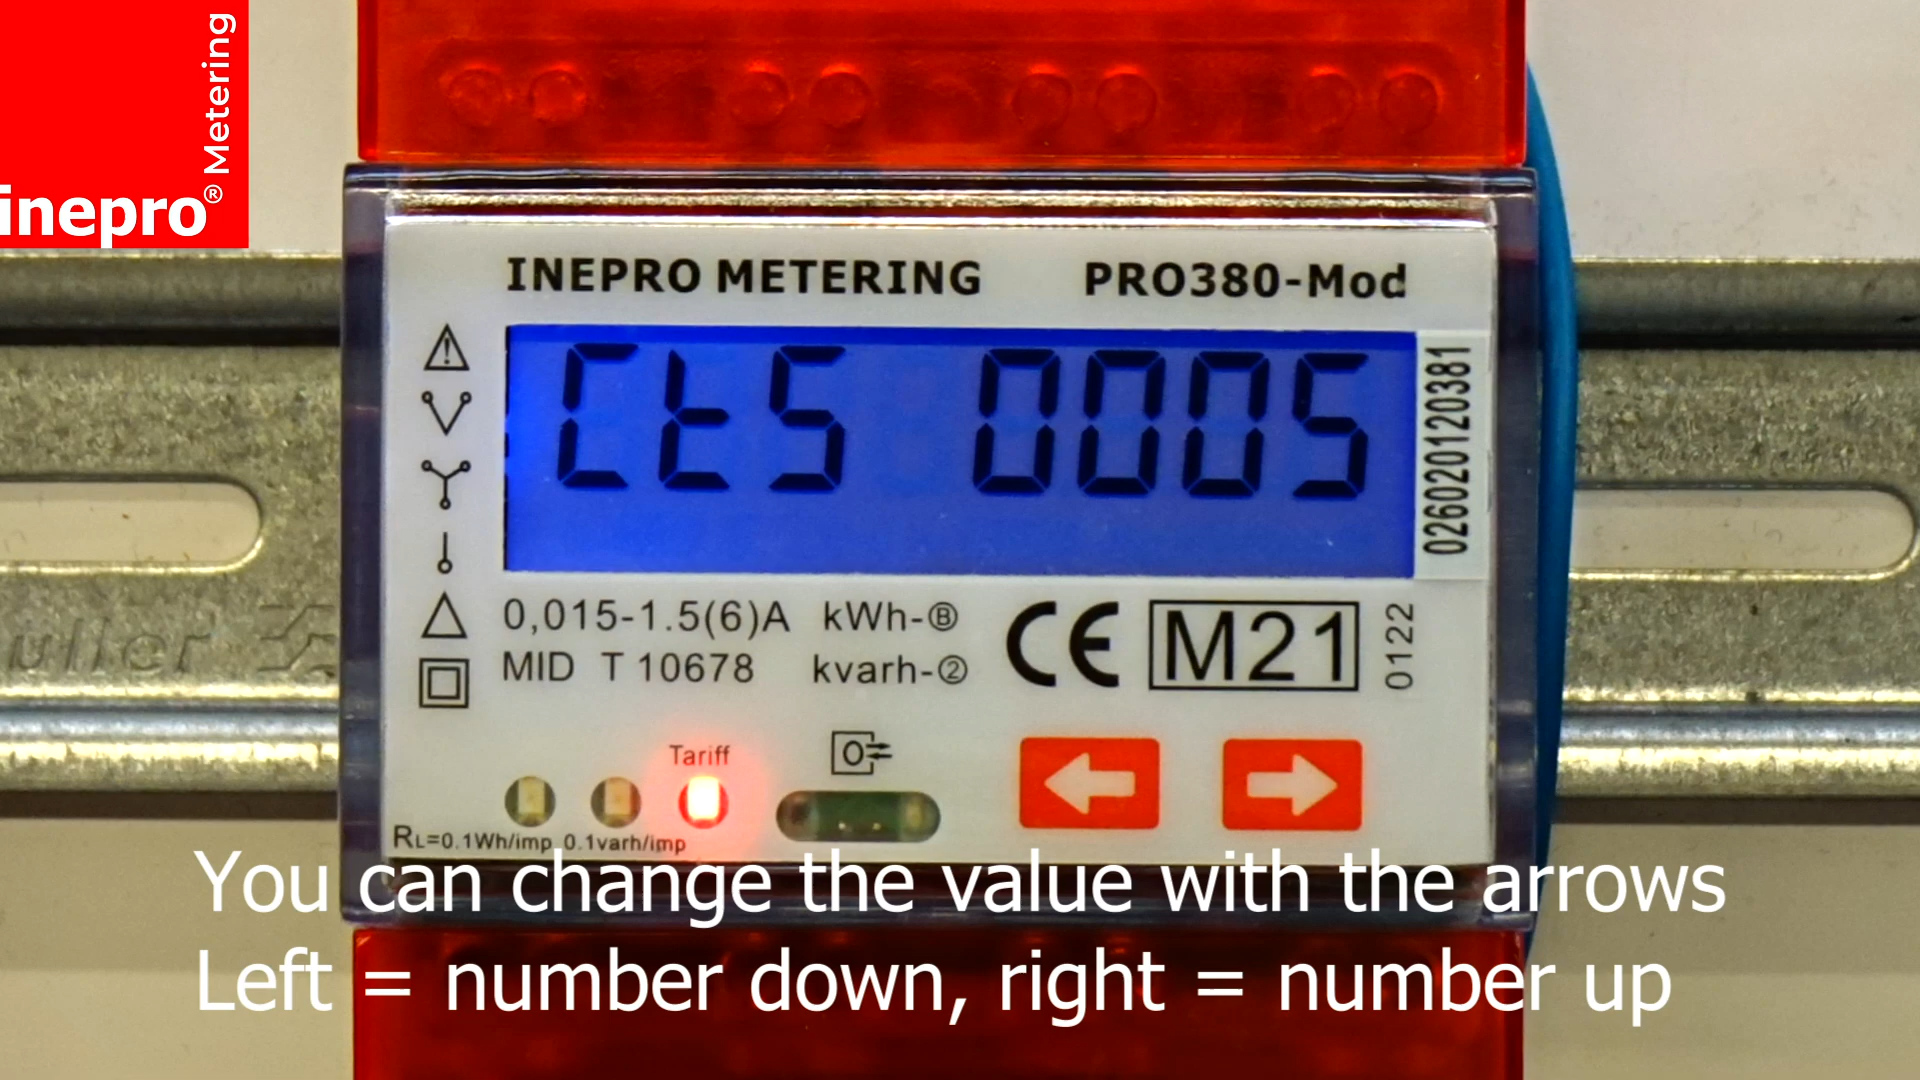 Metering
inepro®
INEPRO METERING PRO380-Mod
CtS 0005
02602012 0381
0,015-1.5(6)A kWh-Ⓑ
MID T 10678 kvarh-②
CE M21 0122
Tariff
RL=0.1Wh/imp 0.1varh/imp
You can change the value with the arrows
Left = number down, right = number up